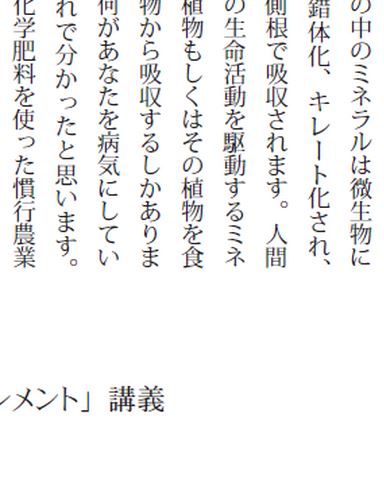 の中のミネラルは微生物に
錯体化、キレート化され、
側根で吸収されます。人間
の生命活動を駆動するミネ
植物もしくはその植物を食
物から吸収するしかありま
何があなたを病気にしてい
れで分かったと思います。
化学肥料を使った慣行農業
レメント」講義